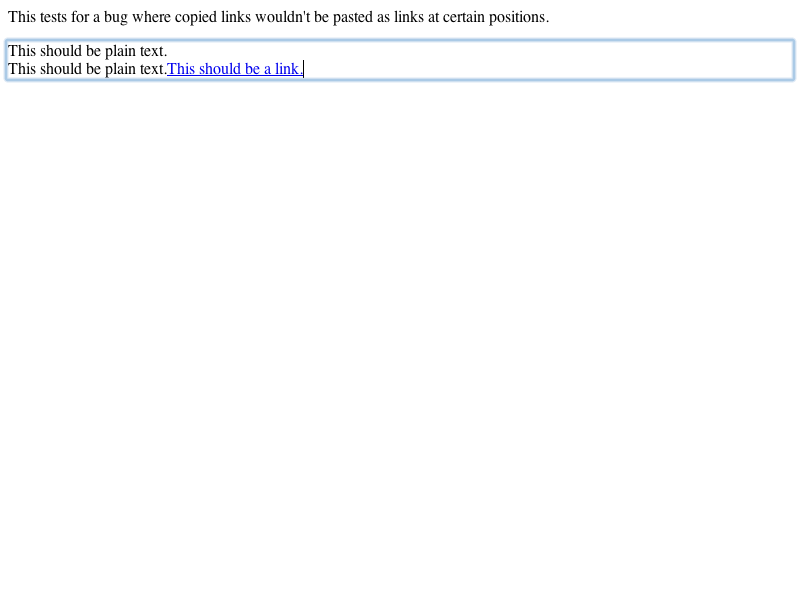 This tests for a bug where copied links wouldn't be pasted as links at certain positions.
This should be plain text.
This should be plain text.This should be a link.